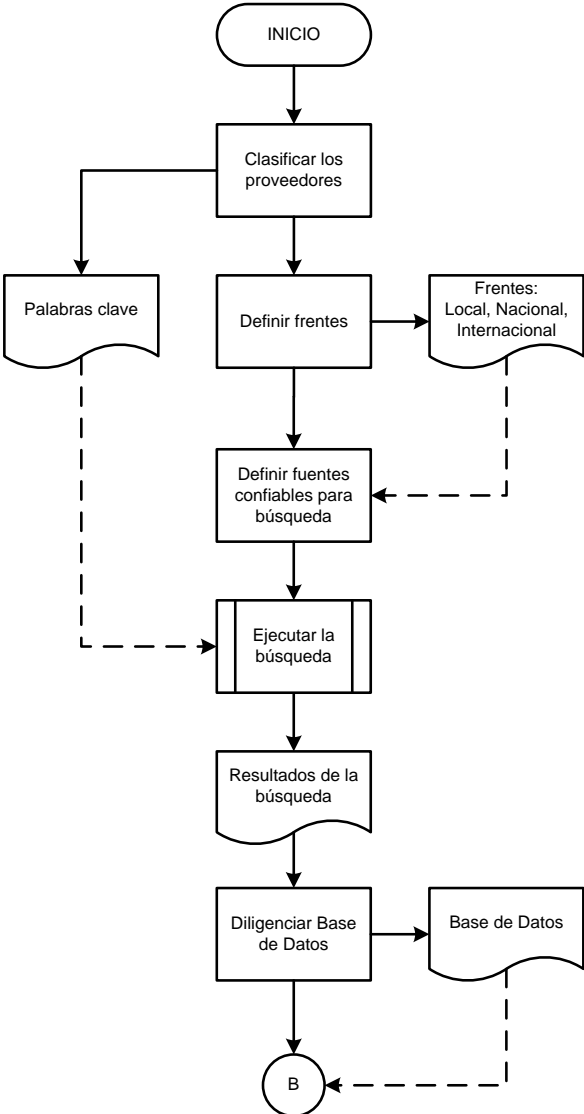 INICIO
Clasificar los
proveedores
Palabras clave
Definir frentes
Frentes:
Local, Nacional,
Internacional
Definir fuentes
confiables para
búsqueda
Ejecutar la
búsqueda
Resultados de la
búsqueda
Diligenciar Base
de Datos
Base de Datos
B